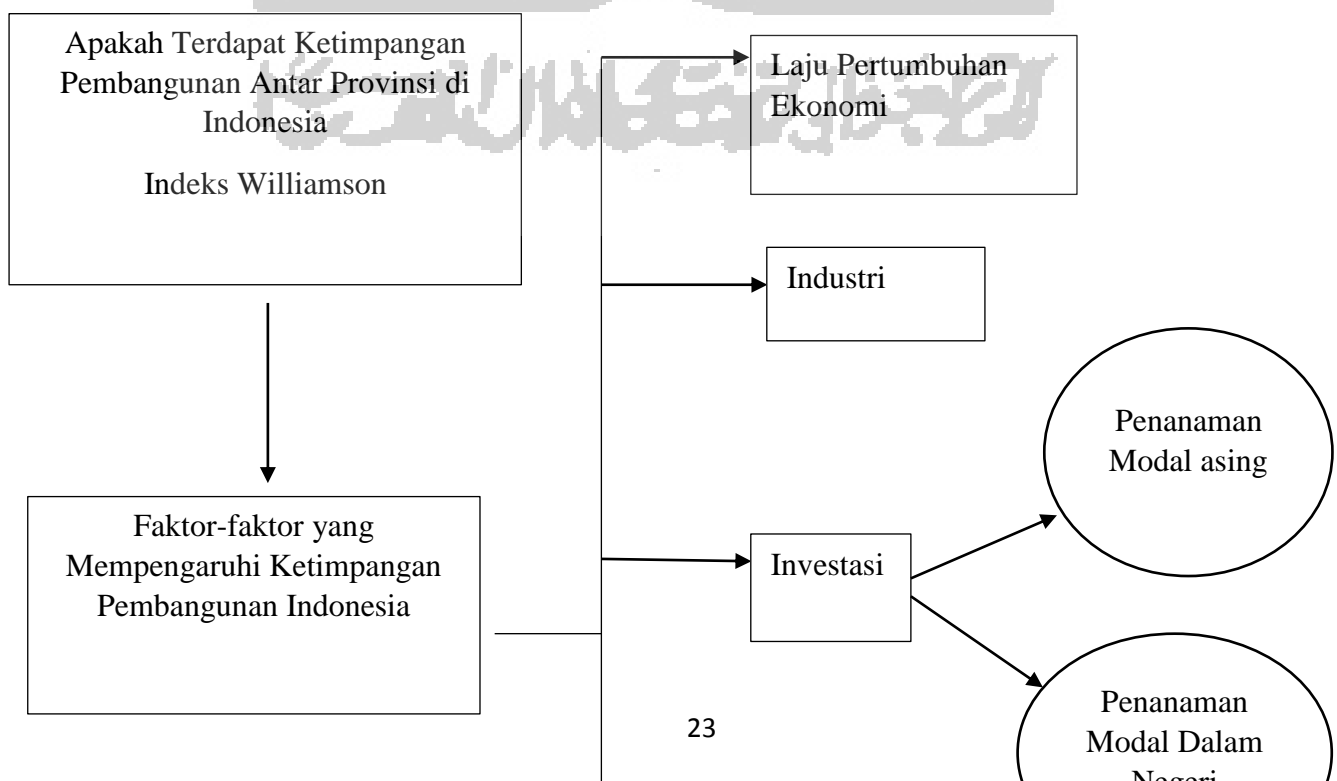 Apakah Terdapat Ketimpangan
Pembangunan Antar Provinsi di
Indonesia
Indeks Williamson
Laju Pertumbuhan
Ekonomi
Industri
Penanaman
Modal asing
Faktor-faktor yang
Mempengaruhi Ketimpangan
Pembangunan Indonesia
Investasi
Penanaman
Modal Dalam
Negeri
23